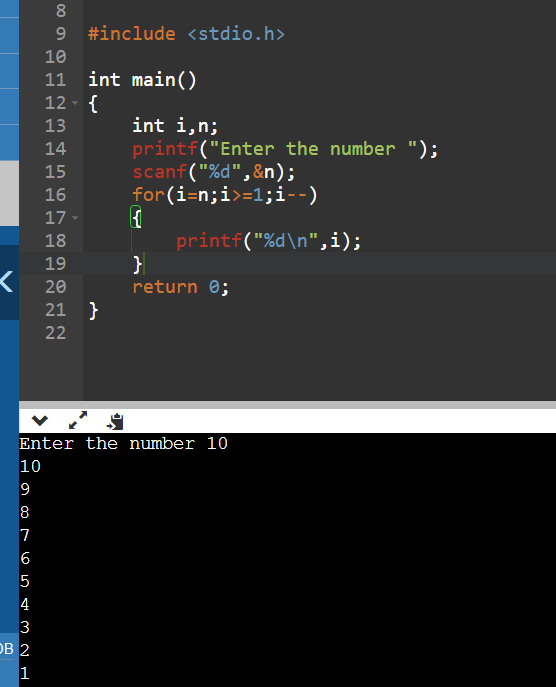 8
9 #include <stdio.h>
10
11 int main()
12 {
13     int i,n;
14     printf("Enter the number ");
15     scanf("%d",&n);
16     for(i=n;i>=1;i--)
17     {
18         printf("%d\n",i);
19     }
20     return 0;
21 }
22
Enter the number 10
10
9
8
7
6
5
4
3
OB 2
1